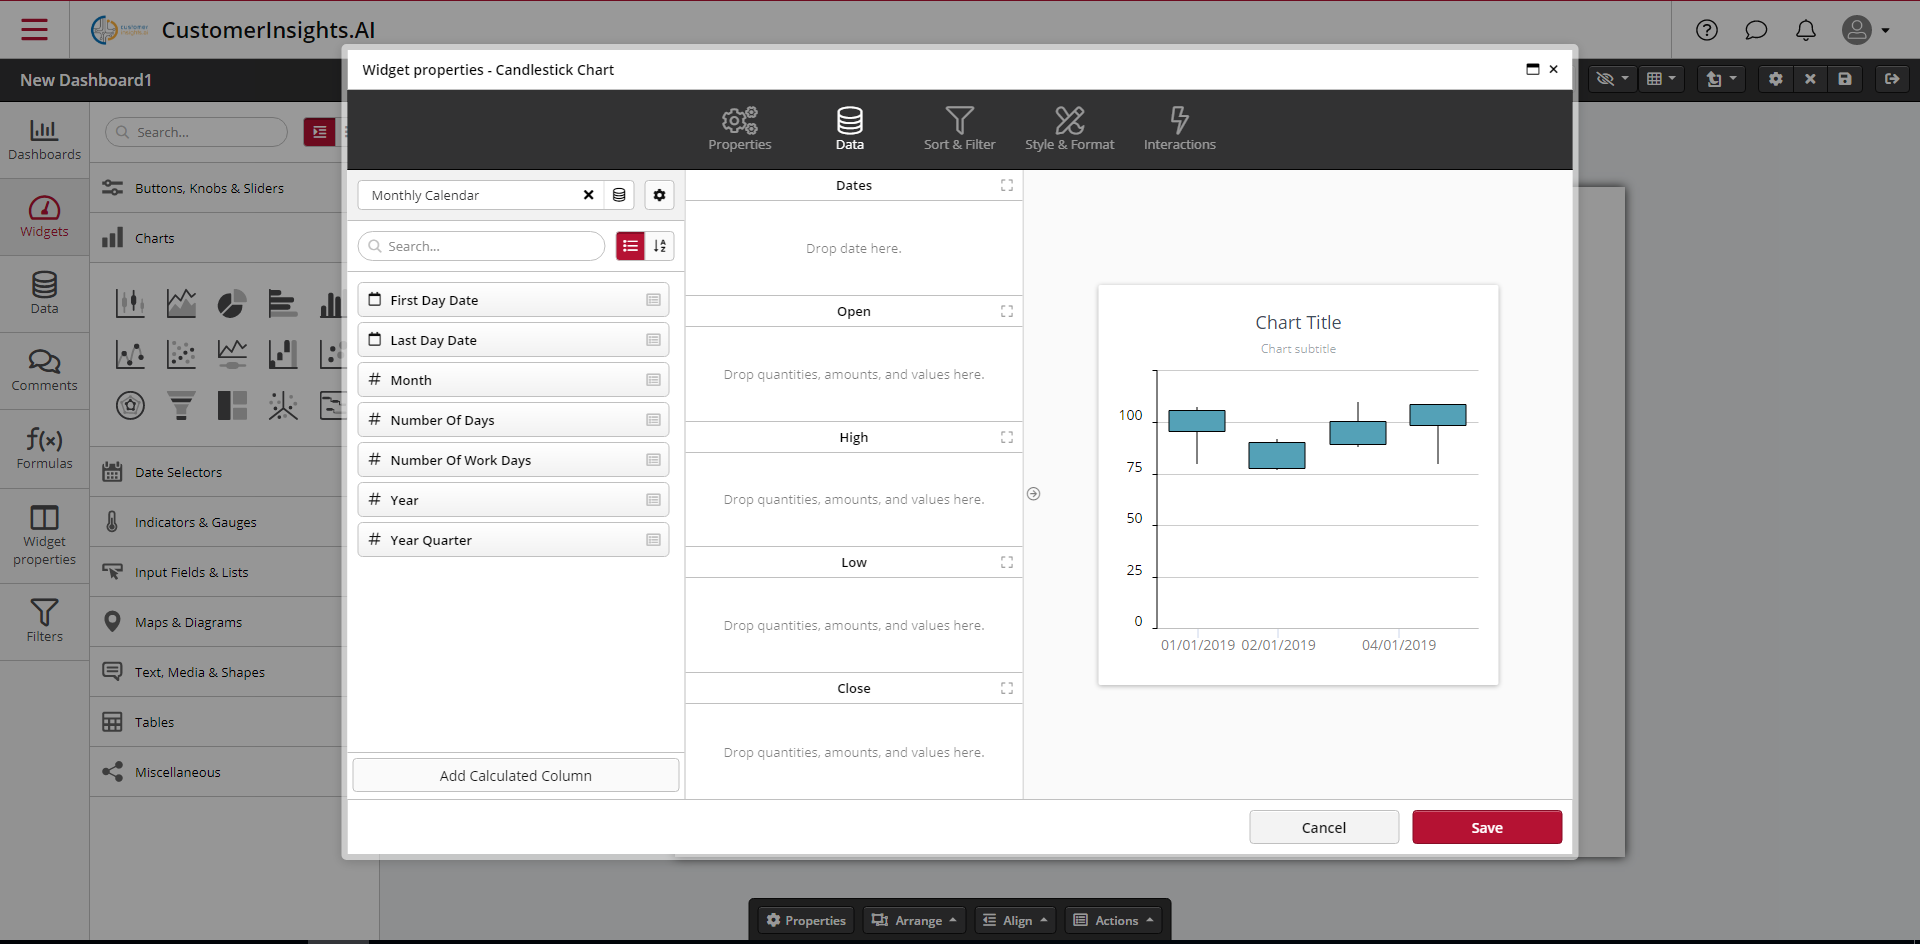 CustomerInsights.AI
New Dashboard1
Widget properties - Candlestick Chart
Properties
Data
Sort & Filter
Style & Format
Interactions
Dashboards
Widgets
Data
Comments
f(x)
Formulas
Widget
properties
Filters
Search...
Buttons, Knobs & Sliders
Charts
Date Selectors
Indicators & Gauges
Input Fields & Lists
Maps & Diagrams
Text, Media & Shapes
Tables
Miscellaneous
Monthly Calendar
Search...
First Day Date
Last Day Date
# Month
# Number Of Days
# Number Of Work Days
# Year
# Year Quarter
Add Calculated Column
Dates
Drop date here.
Open
Drop quantities, amounts, and values here.
High
Drop quantities, amounts, and values here.
Low
Drop quantities, amounts, and values here.
Close
Drop quantities, amounts, and values here.
Chart Title
Chart subtitle
100
75
50
25
0
01/01/2019 02/01/2019 04/01/2019
Cancel
Save
Properties
Arrange
Align
Actions